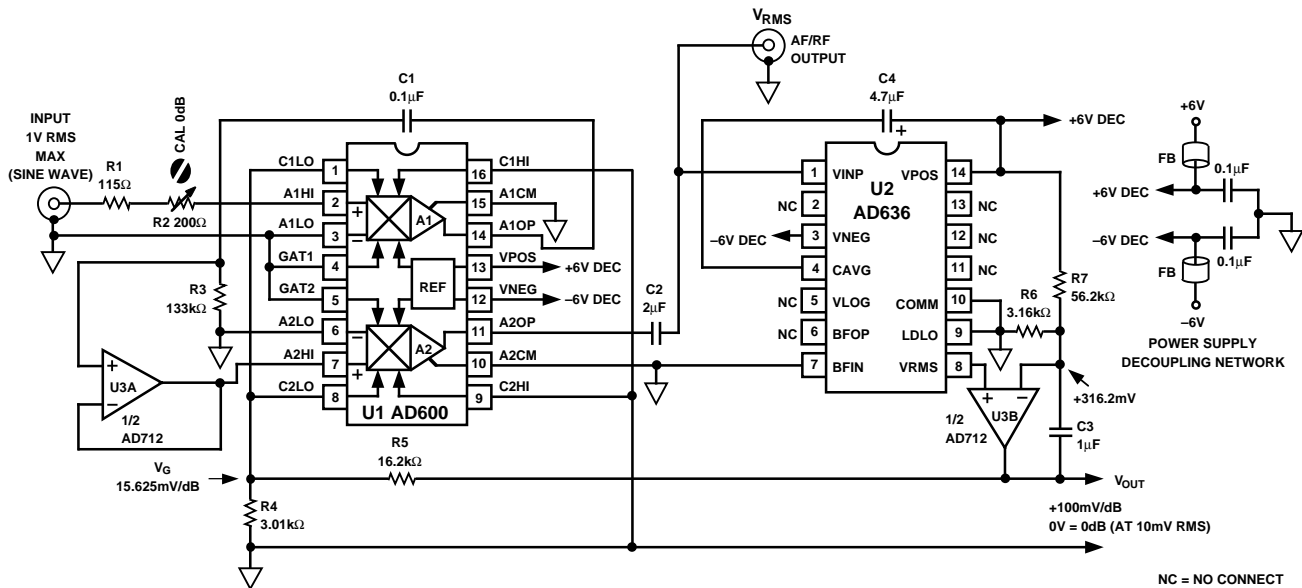 INPUT
1V RMS
MAX
(SINE WAVE)
R1
115Ω
CAL 0dB
R2 200Ω
C1
0.1µF
C1LO
A1HI
A1LO
GAT1
GAT2
A2LO
A2HI
C2LO
1
2
3
4
5
6
7
8
+
–
–
+
A1
REF
A2
U1 AD600
16
15
14
13
12
11
10
9
C1HI
A1CM
A1OP
VPOS
VNEG
A2OP
A2CM
C2HI
+6V DEC
–6V DEC
R3
133kΩ
+
–
U3A
1/2
AD712
VG
15.625mV/dB
R4
3.01kΩ
R5
16.2kΩ
C2
2µF
VRMS
AF/RF
OUTPUT
C4
4.7µF
+
+6V DEC
U2
AD636
1
2
3
4
5
6
7
VINP
VNEG
CAVG
VLOG
BFOP
BFIN
NC
–6V DEC
NC
NC
VPOS
COMM
LDLO
VRMS
14
13
12
11
10
9
8
NC
NC
NC
R6
3.16kΩ
R7
56.2kΩ
+316.2mV
+
–
U3B
1/2
AD712
C3
1µF
VOUT
+100mV/dB
0V = 0dB (AT 10mV RMS)
+6V
FB
0.1µF
+6V DEC
–6V DEC
0.1µF
FB
–6V
POWER SUPPLY
DECOUPLING NETWORK
NC = NO CONNECT